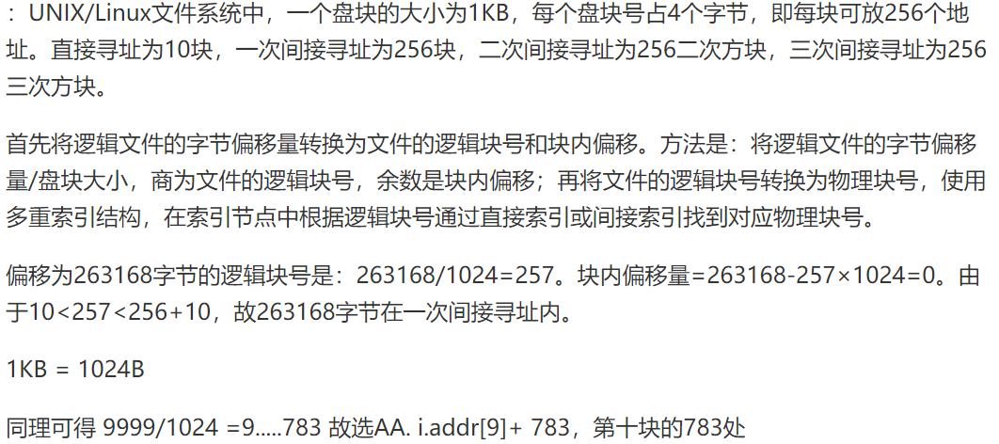 ：UNIX/Linux文件系统中，一个盘块的大小为1KB，每个盘块号占4个字节，即每块可放256个地
址。直接寻址为10块，一次间接寻址为256块，二次间接寻址为256二次方块，三次间接寻址为256
三次方块。
首先将逻辑文件的字节偏移量转换为文件的逻辑块号和块内偏移。方法是：将逻辑文件的字节偏移
量/盘块大小，商为文件的逻辑块号，余数是块内偏移；再将文件的逻辑块号转换为物理块号，使用
多重索引结构，在索引节点中根据逻辑块号通过直接索引或间接索引找到对应物理块号。
偏移为263168字节的逻辑块号是：263168/1024=257。块内偏移量=263168-257×1024=0。由
于10<257<256+10，故263168字节在一次间接寻址内。
1KB = 1024B
同理可得 9999/1024 =9.....783 故选AA. i.addr[9]+ 783，第十块的783处